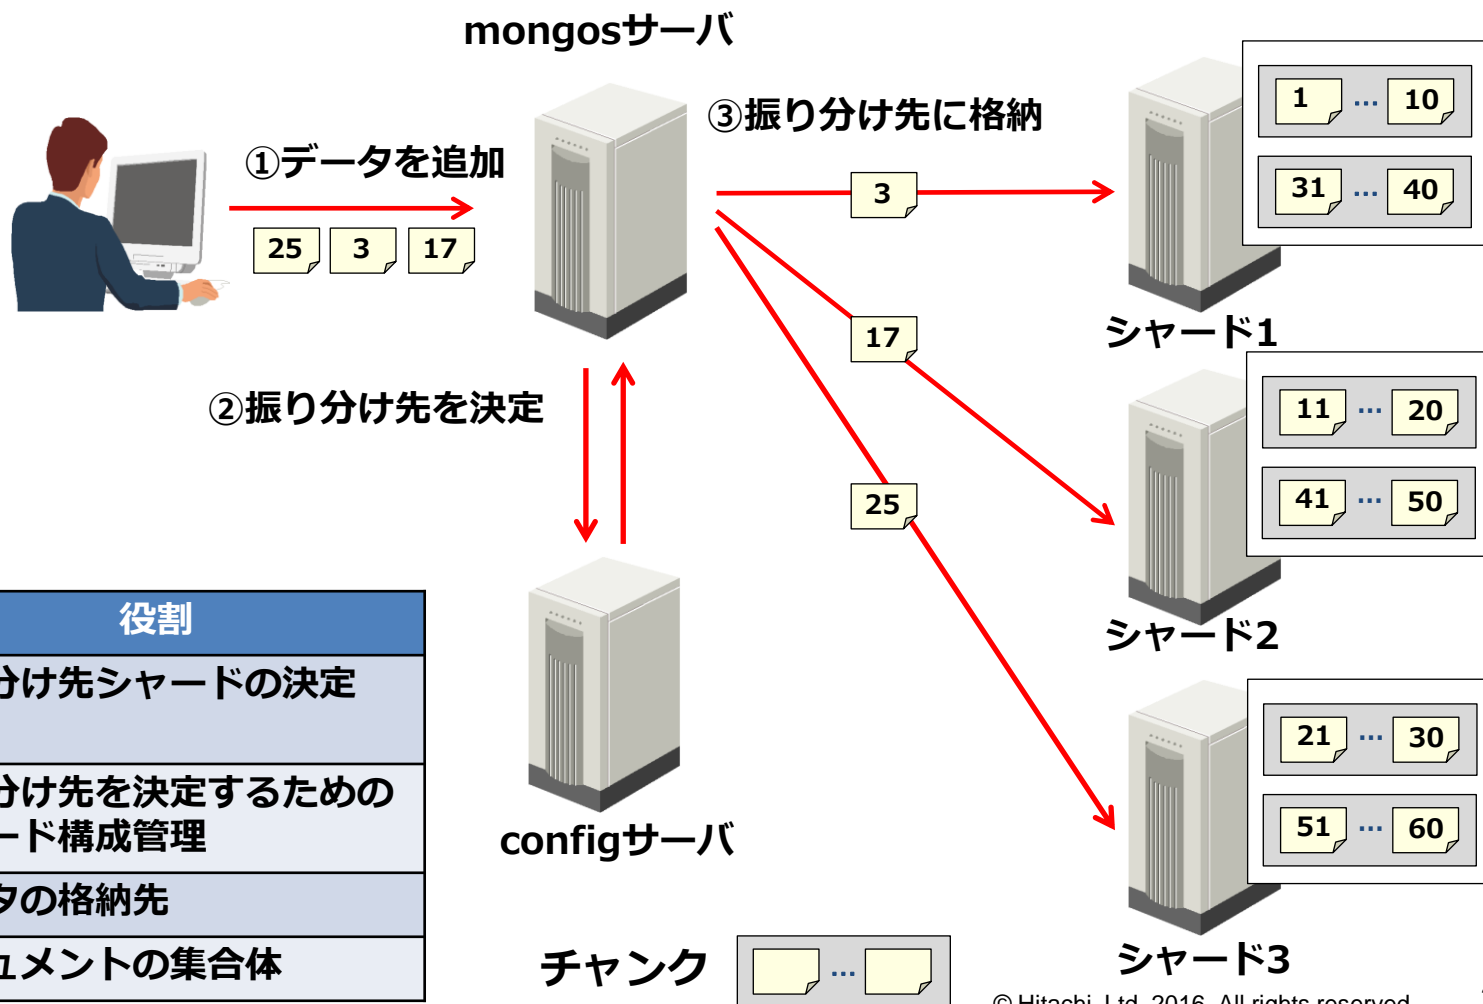 mongosサーバ
①データを追加
25 3 17
③振り分け先に格納
3
17
25
②振り分け先を決定
configサーバ
1 … 10
31 … 40
シャード1
11 … 20
41 … 50
シャード2
21 … 30
51 … 60
シャード3
役割
分け先シャードの決定
分け先を決定するための
ード構成管理
タの格納先
ュメントの集合体
チャンク
…
© Hitachi, Ltd. 2016. All rights reserved.